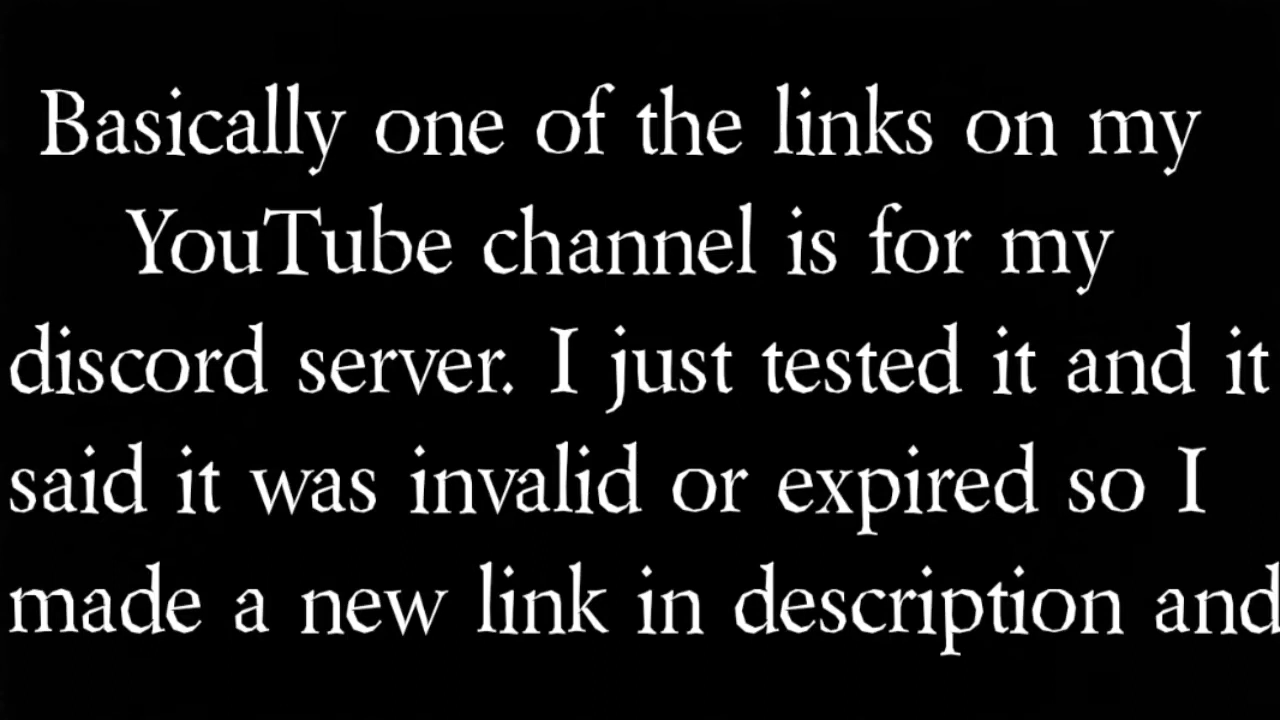 Basically one of the links on my
YouTube channel is for my
discord server. I just tested it and it
said it was invalid or expired so I
made a new link in description and